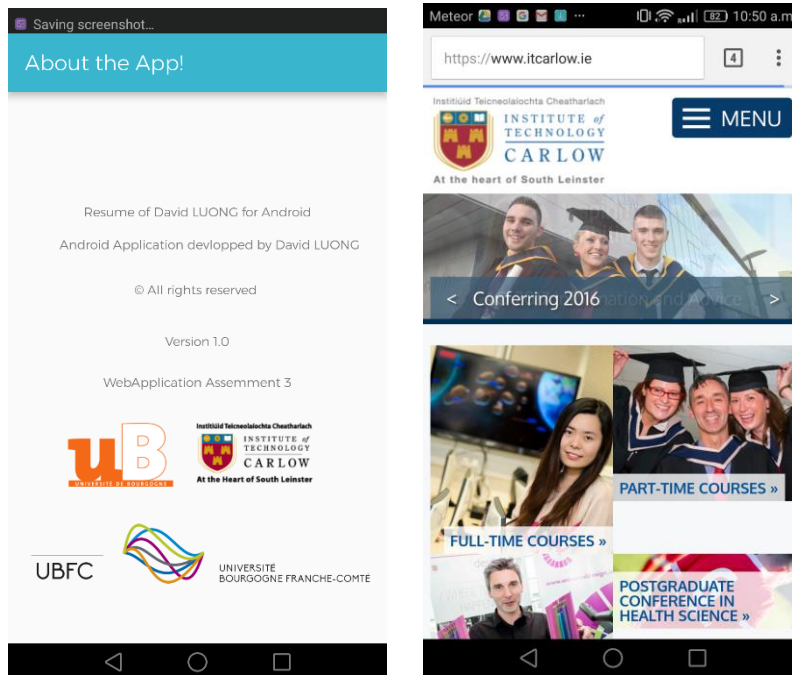 Saving screenshot...
About the App!
Resume of David LUONG for Android
Android Application devlopped by David LUONG
© All rights reserved
Version 1.0
WebApplication Assemment 3
uB
UNIVERSITÉ DE BOURGOGNE
Institiúid Teicneolaíochta Cheatharlach
INSTITUTE of
TECHNOLOGY
CARLOW
At the Heart of South Leinster
UBFC
UNIVERSITÉ
BOURGOGNE FRANCHE-COMTÉ
Meteor 82 10:50 a.m
https://www.itcarlow.ie 4
Institiúid Teicneolaíochta Cheatharlach
INSTITUTE of
TECHNOLOGY
CARLOW
At the heart of South Leinster
MENU
< Conferring 2016 and Advice >
FULL-TIME COURSES »
PART-TIME COURSES »
POSTGRADUATE
CONFERENCE IN
HEALTH SCIENCE »